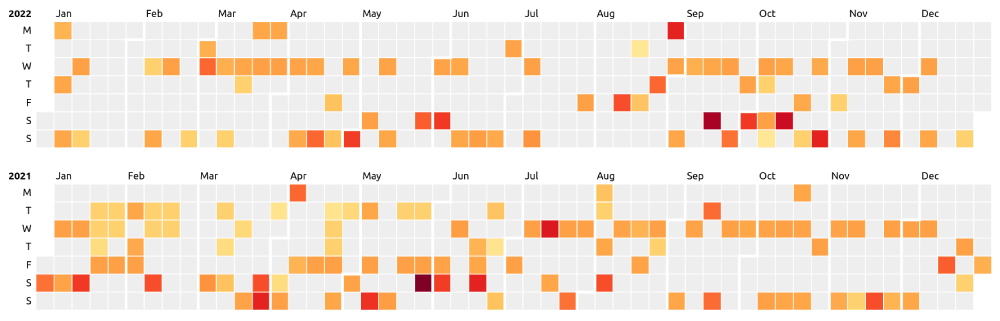 2022 Jan Feb Mar Apr May Jun Jul Aug Sep Oct Nov Dec
M
T
W
T
F
S
S
2021 Jan Feb Mar Apr May Jun Jul Aug Sep Oct Nov Dec
M
T
W
T
F
S
S